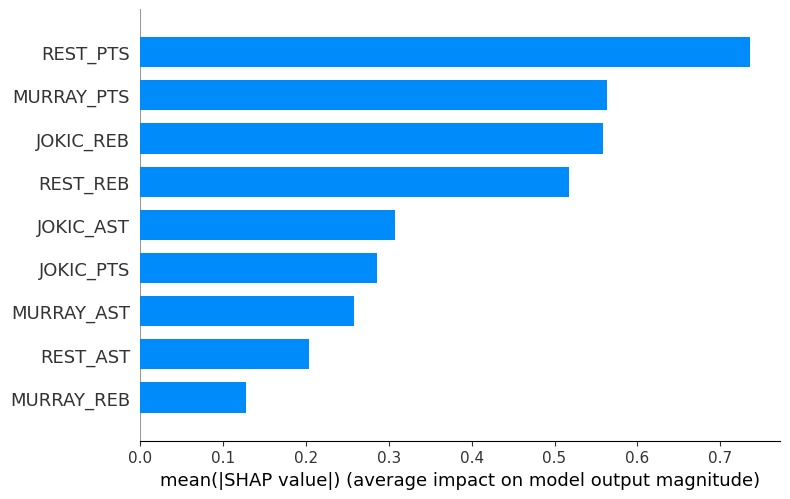 REST_PTS
MURRAY_PTS
JOKIC_REB
REST_REB
JOKIC_AST
JOKIC_PTS
MURRAY_AST
REST_AST
MURRAY_REB
0.0 0.1 0.2 0.3 0.4 0.5 0.6 0.7
mean(|SHAP value|) (average impact on model output magnitude)